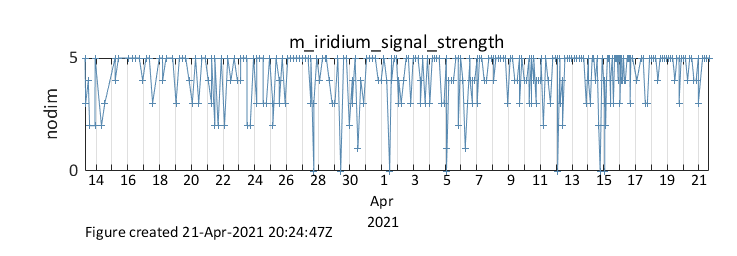 m_iridium_signal_strength
5
nodim
0
14 16 18 20 22 24 26 28 30 1 3 5 7 9 11 13 15 17 19 21
Apr
2021
Figure created 21-Apr-2021 20:24:47Z